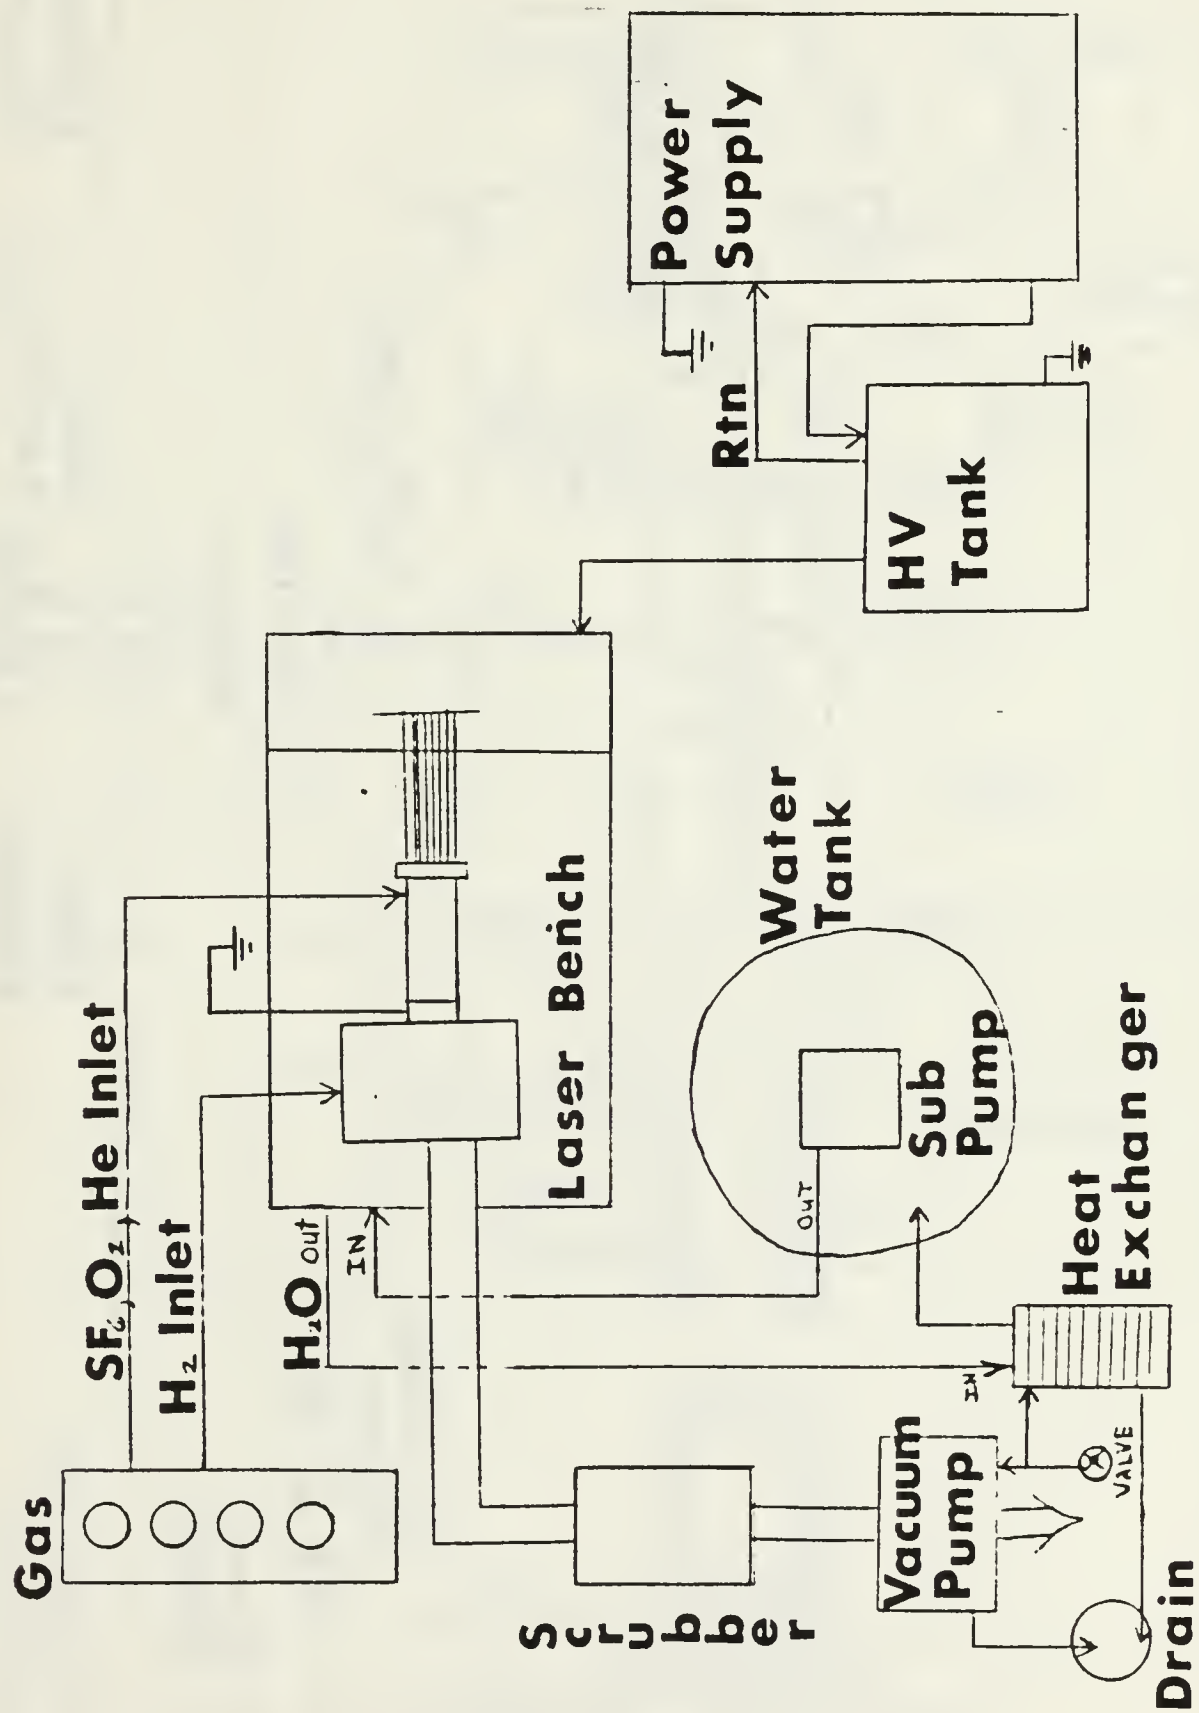 Gas
SF6, O2, He Inlet
H2 Inlet
H2O out
IN
Laser Bench
Scrubber
Vacuum
Pump
IN
VALVE
Drain
Heat
Exchanger
OUT
Sub
Pump
Water
Tank
HV
Tank
Rtn
Power
Supply